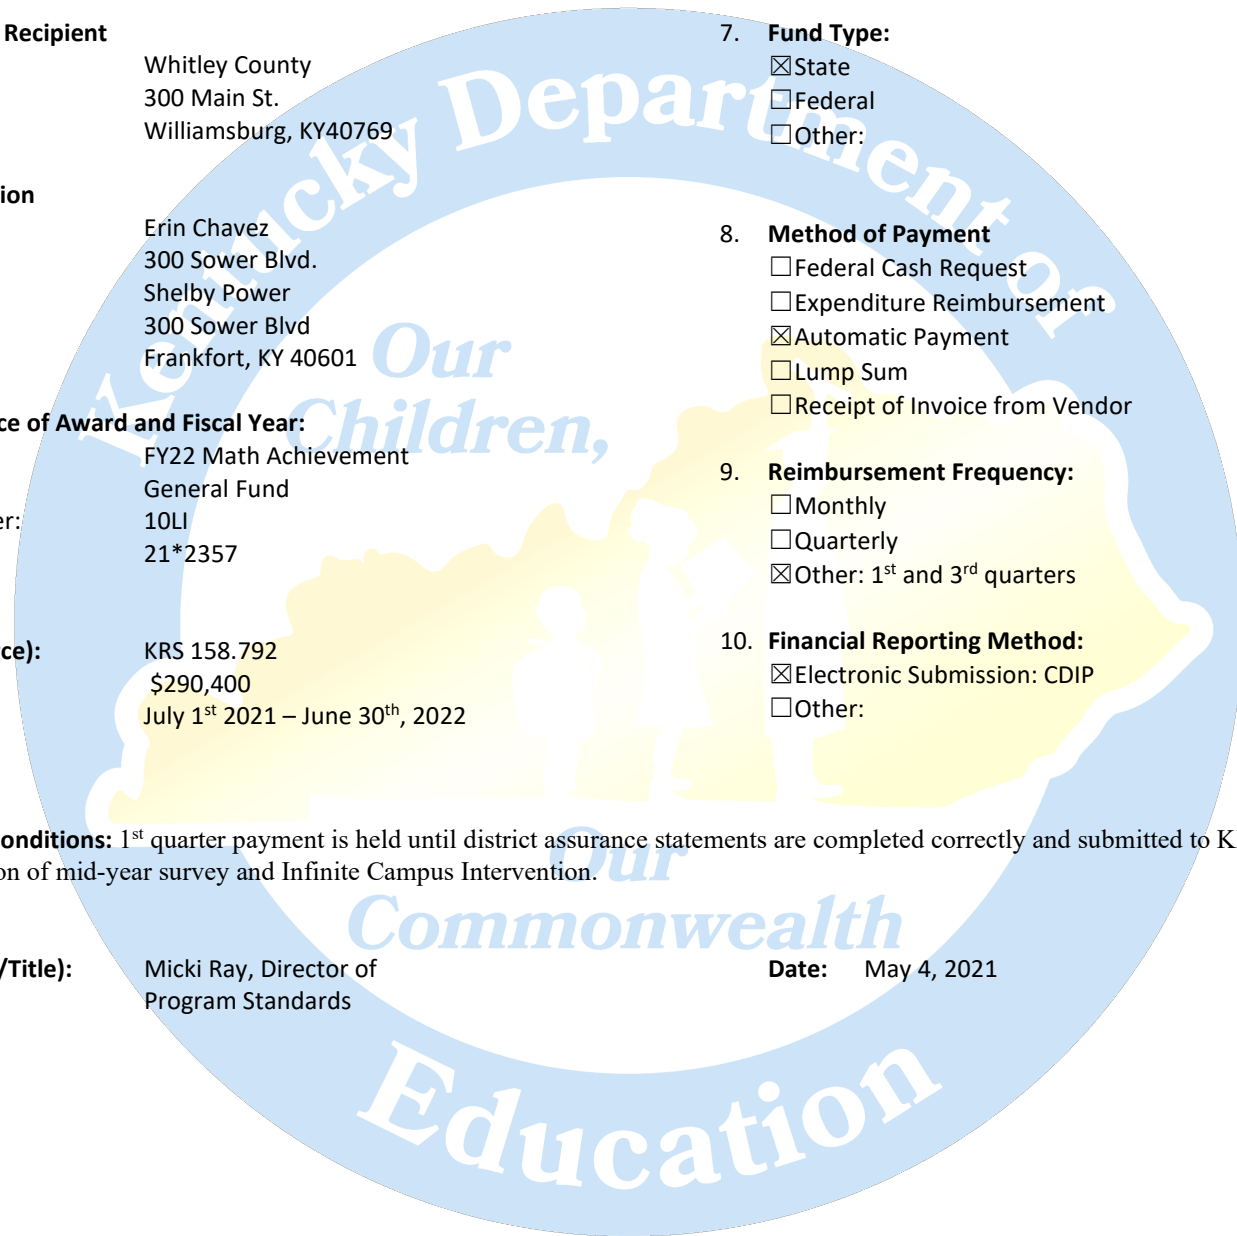 Recipient
Whitley County
300 Main St.
Williamsburg, KY40769
tion
Erin Chavez
300 Sower Blvd.
Shelby Power
300 Sower Blvd
Frankfort, KY 40601
ce of Award and Fiscal Year:
FY22 Math Achievement
General Fund
er: 10LI
21*2357
rce): KRS 158.792
$290,400
July 1st 2021 – June 30th, 2022
7. Fund Type:
☒State
☐Federal
☐Other:
8. Method of Payment
☐Federal Cash Request
☐Expenditure Reimbursement
☒Automatic Payment
☐Lump Sum
☐Receipt of Invoice from Vendor
9. Reimbursement Frequency:
☐Monthly
☐Quarterly
☒Other: 1st and 3rd quarters
10. Financial Reporting Method:
☒Electronic Submission: CDIP
☐Other:
onditions: 1st quarter payment is held until district assurance statements are completed correctly and submitted to K
on of mid-year survey and Infinite Campus Intervention.
/Title): Micki Ray, Director of
Program Standards
Date: May 4, 2021
Kentucky Department of
Education
Our
Children,
Our
Commonwealth